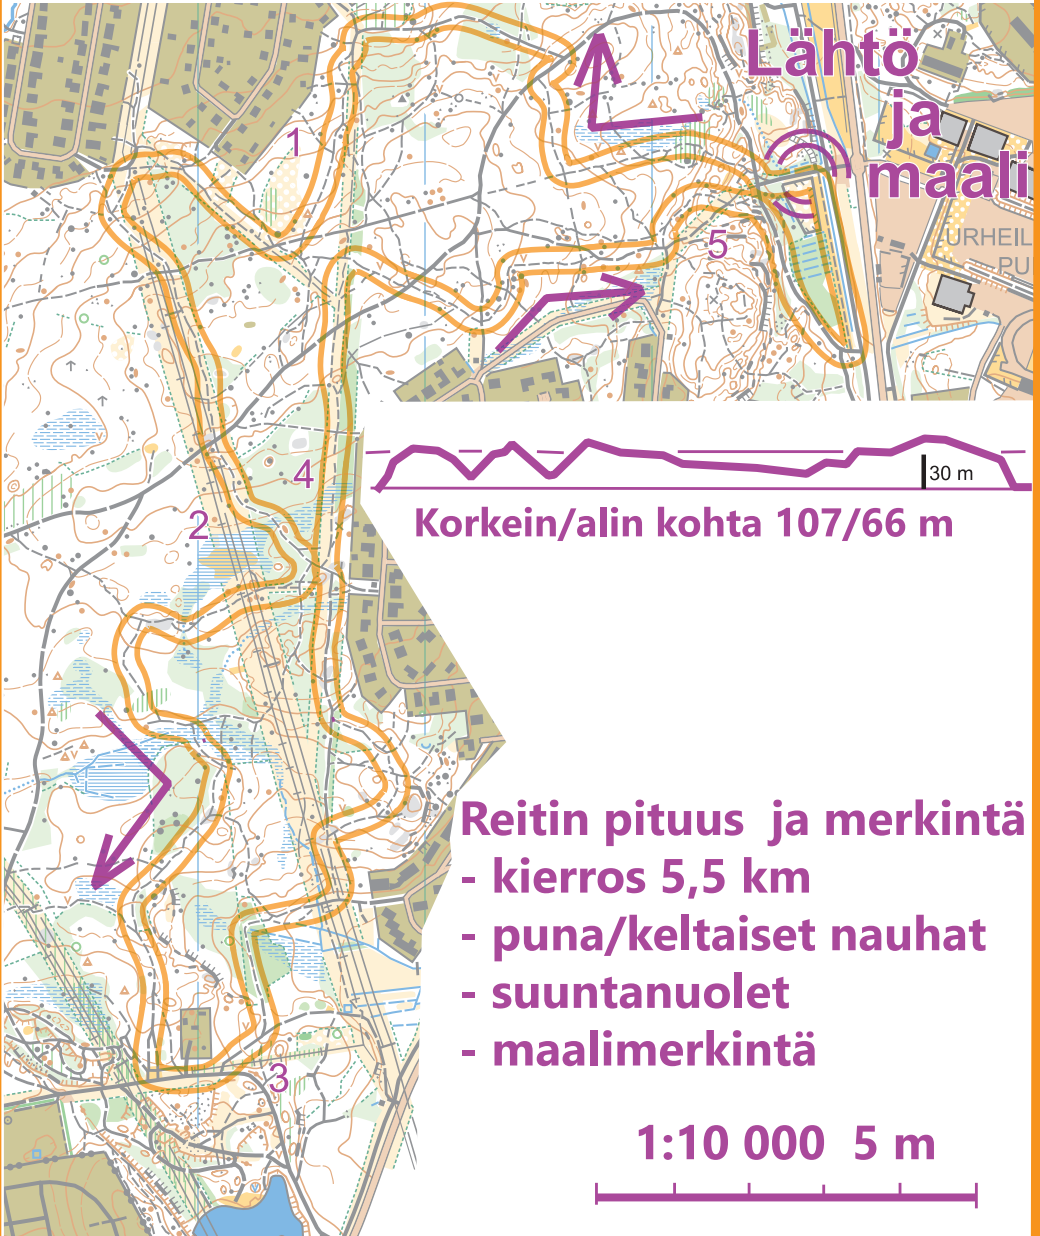 Lähtö
ja
maali
URHEIL
PU
1
5
4
2
3
30 m
Korkein/alin kohta 107/66 m
Reitin pituus ja merkintä
- kierros 5,5 km
- puna/keltaiset nauhat
- suuntanuolet
- maalimerkintä
1:10 000 5 m